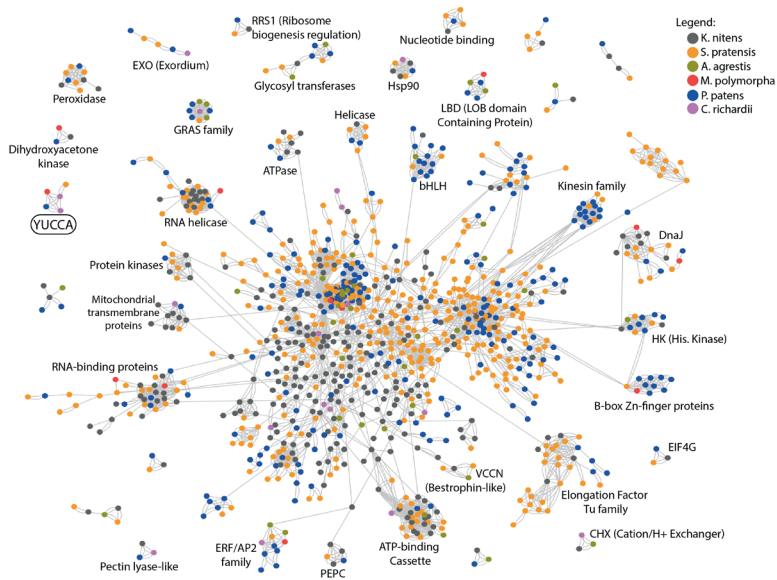 RRS1 (Ribosome
biogenesis regulation)
Nucleotide binding
Legend:
K. nitens
S. pratensis
A. agrestis
M. polymorpha
P. patens
C. richardii
EXO (Exordium)
Glycosyl transferases
Hsp90
Peroxidase
LBD (LOB domain
Containing Protein)
GRAS family
Helicase
Dihydroxyacetone
kinase
ATPase
bHLH
Kinesin family
YUCCA
RNA helicase
DnaJ
Protein kinases
Mitochondrial
transmembrane
proteins
HK (His. Kinase)
RNA-binding proteins
B-box Zn-finger proteins
EIF4G
VCCN
(Bestrophin-like)
Elongation Factor
Tu family
CHX (Cation/H+ Exchanger)
Pectin lyase-like
ERF/AP2
family
PEPC
ATP-binding
Cassette